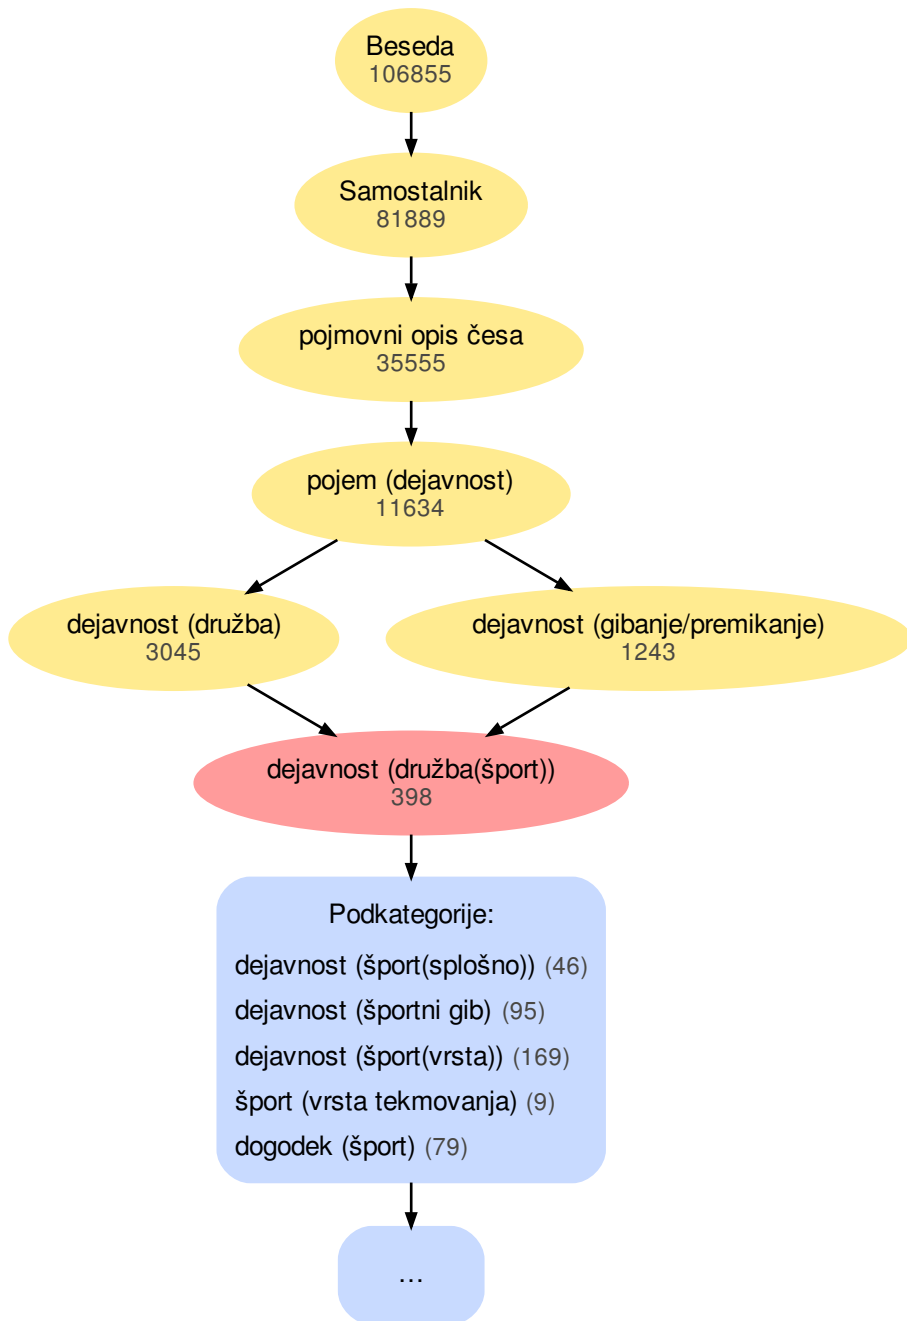 Beseda
106855
Samostalnik
81889
pojmovni opis česa
35555
pojem (dejavnost)
11634
dejavnost (družba)
3045
dejavnost (gibanje/premikanje)
1243
dejavnost (družba(šport))
398
Podkategorije:
dejavnost (šport(splošno)) (46)
dejavnost (športni gib) (95)
dejavnost (šport(vrsta)) (169)
šport (vrsta tekmovanja) (9)
dogodek (šport) (79)
…